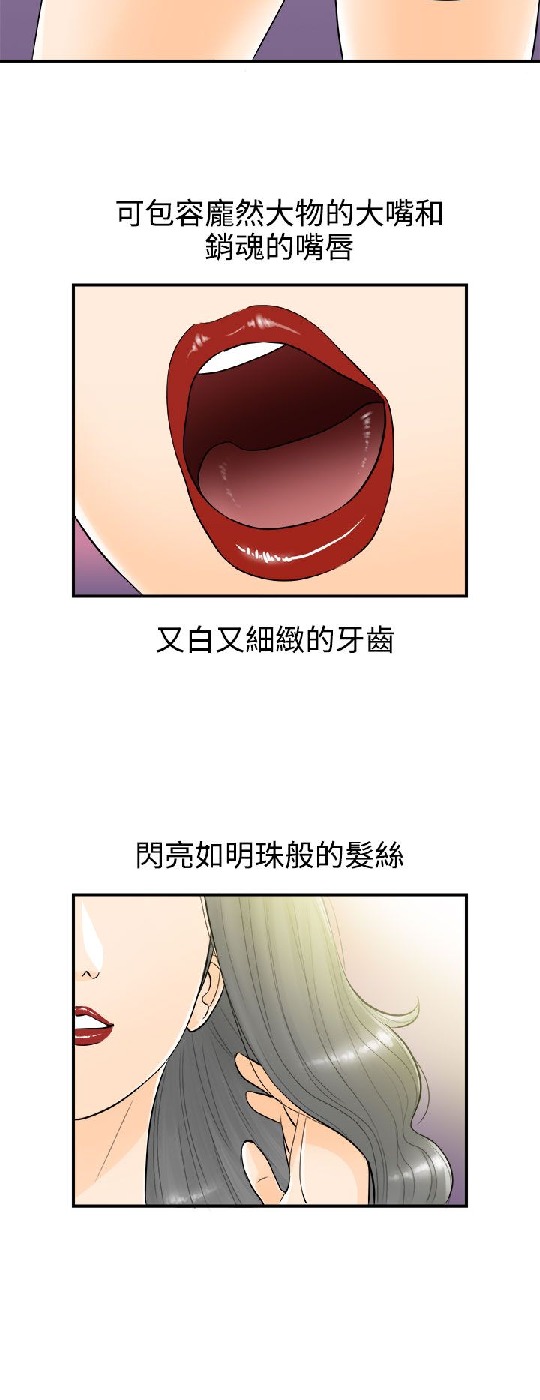 可包容龐然大物的大嘴和
銷魂的嘴唇
又白又細緻的牙齒
閃亮如明珠般的髮絲